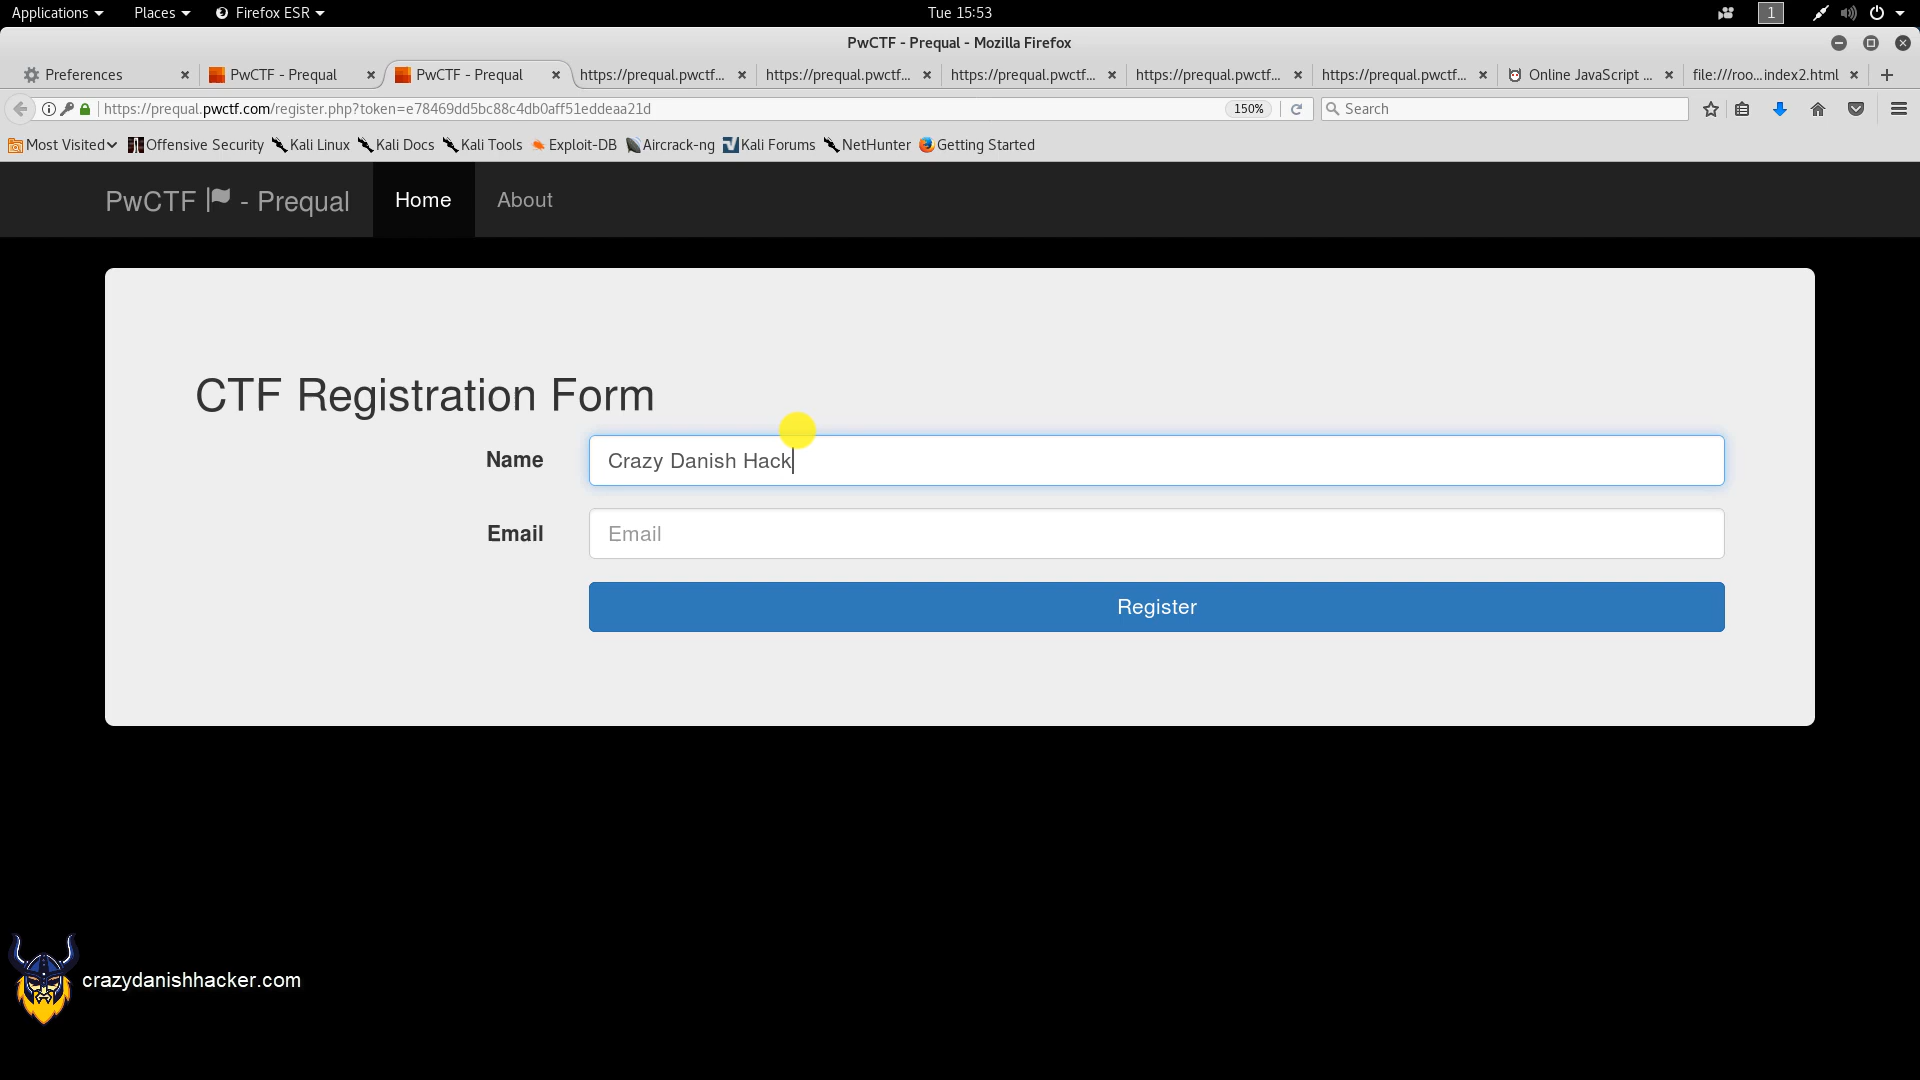 Applications Places Firefox ESR Tue 15:53 1
PwCTF - Prequal - Mozilla Firefox
Preferences PwCTF - Prequal PwCTF - Prequal https://prequal.pwctf... https://prequal.pwctf... https://prequal.pwctf... https://prequal.pwctf... https://prequal.pwctf... Online JavaScript ... file:///roo...index2.html
https://prequal.pwctf.com/register.php?token=e78469dd5bc88c4db0aff51eddeaa21d 150% Search
Most Visited Offensive Security Kali Linux Kali Docs Kali Tools Exploit-DB Aircrack-ng Kali Forums NetHunter Getting Started
PwCTF - Prequal Home About
CTF Registration Form
Name Crazy Danish Hack
Email Email
Register
crazydanishhacker.com